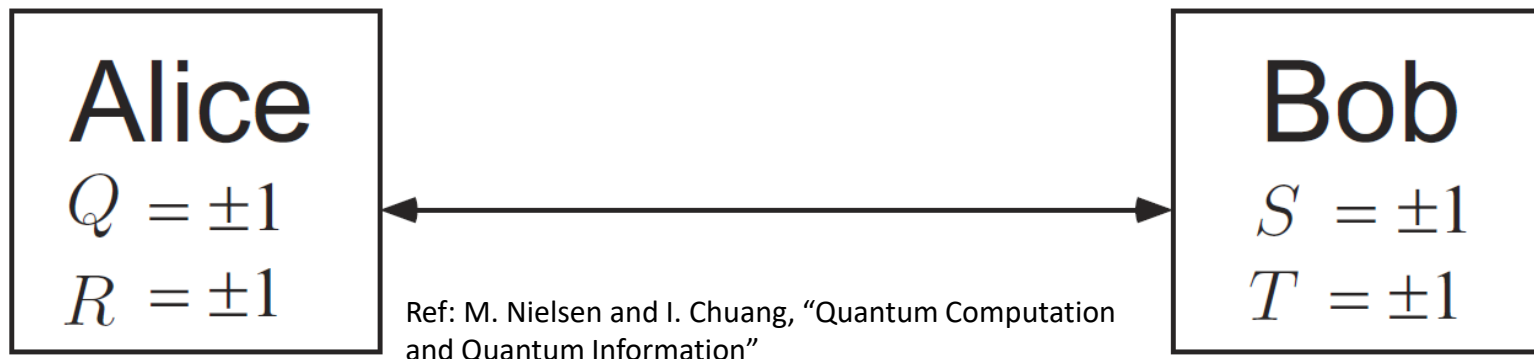 Alice
Q = ±1
R = ±1
Bob
S = ±1
T = ±1
Ref: M. Nielsen and I. Chuang, “Quantum Computation
and Quantum Information”